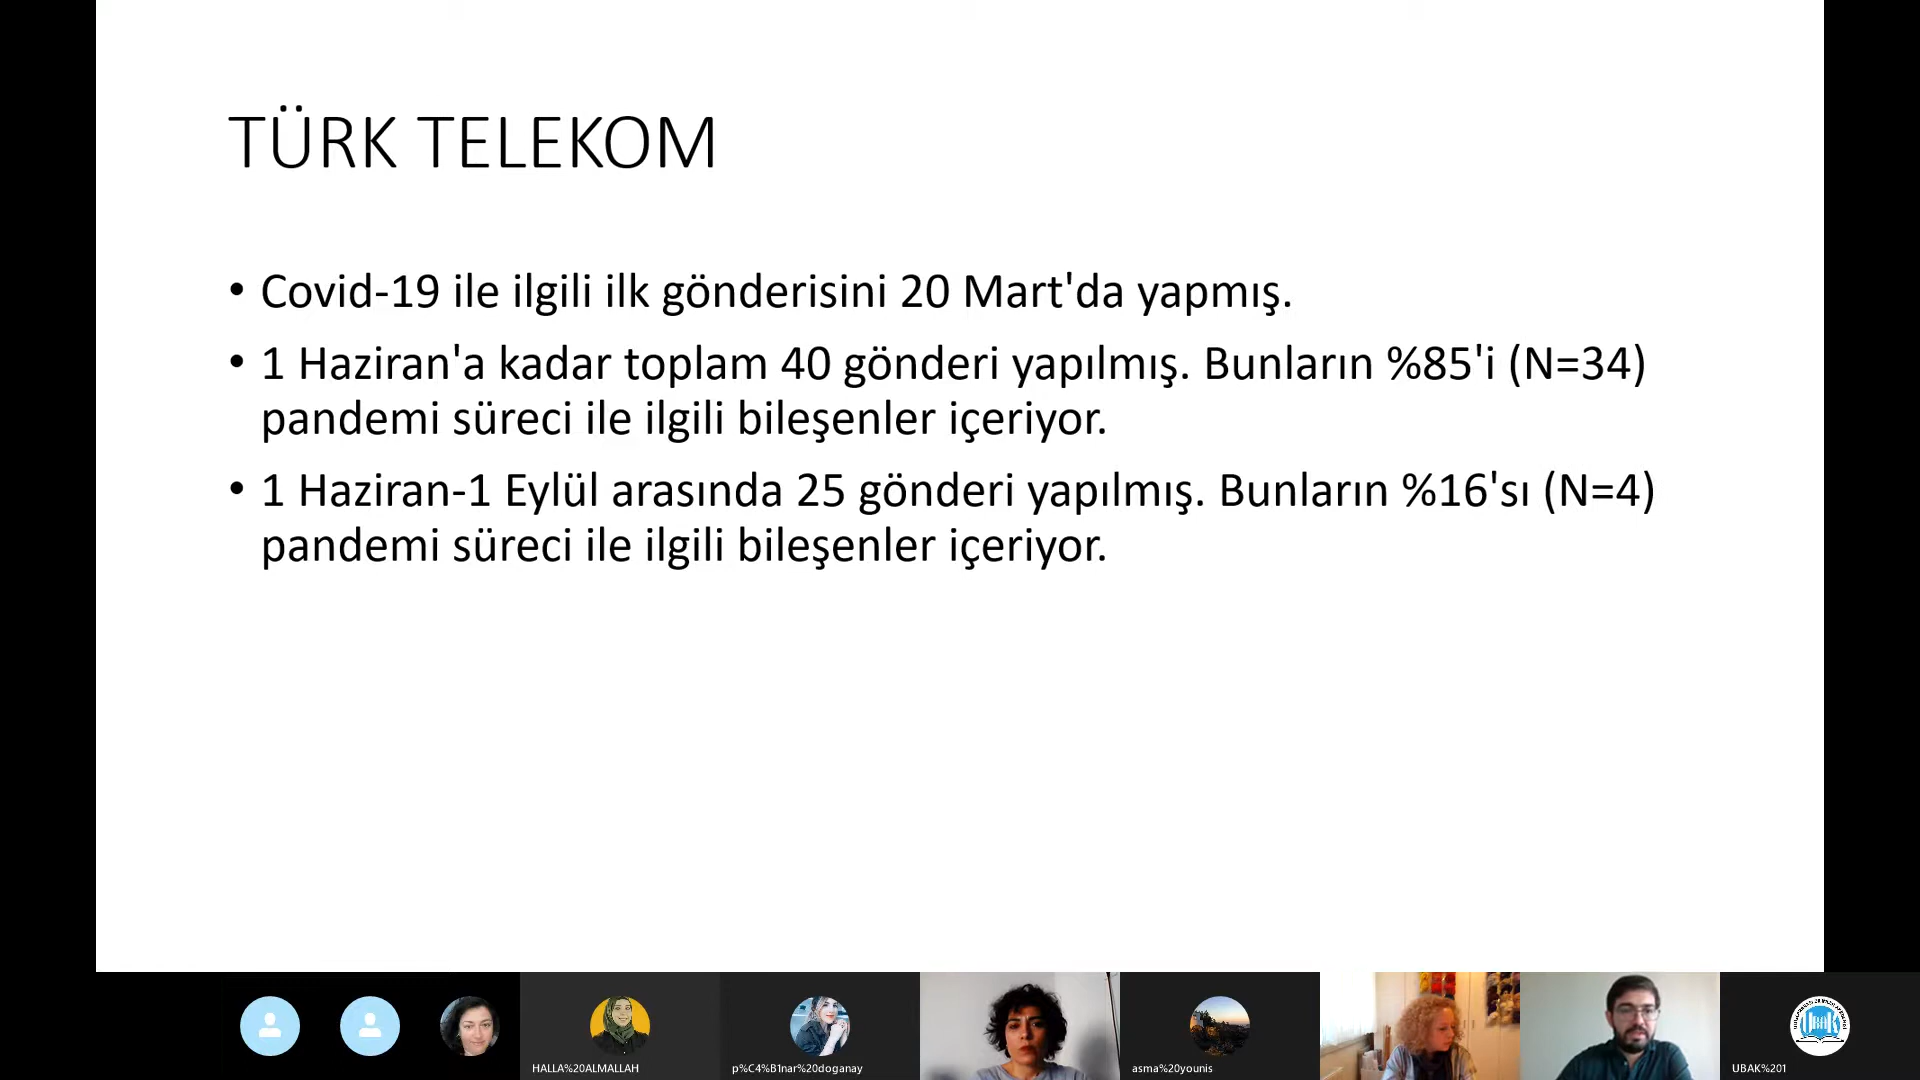 TÜRK TELEKOM
• Covid-19 ile ilgili ilk gönderisini 20 Mart'da yapmış.
• 1 Haziran'a kadar toplam 40 gönderi yapılmış. Bunların %85'i (N=34)
pandemi süreci ile ilgili bileşenler içeriyor.
• 1 Haziran-1 Eylül arasında 25 gönderi yapılmış. Bunların %16'sı (N=4)
pandemi süreci ile ilgili bileşenler içeriyor.
HALLA%20ALMALLAH
p%C4%B1nar%20doganay
asma%20younis
UBAK
UBAK%201